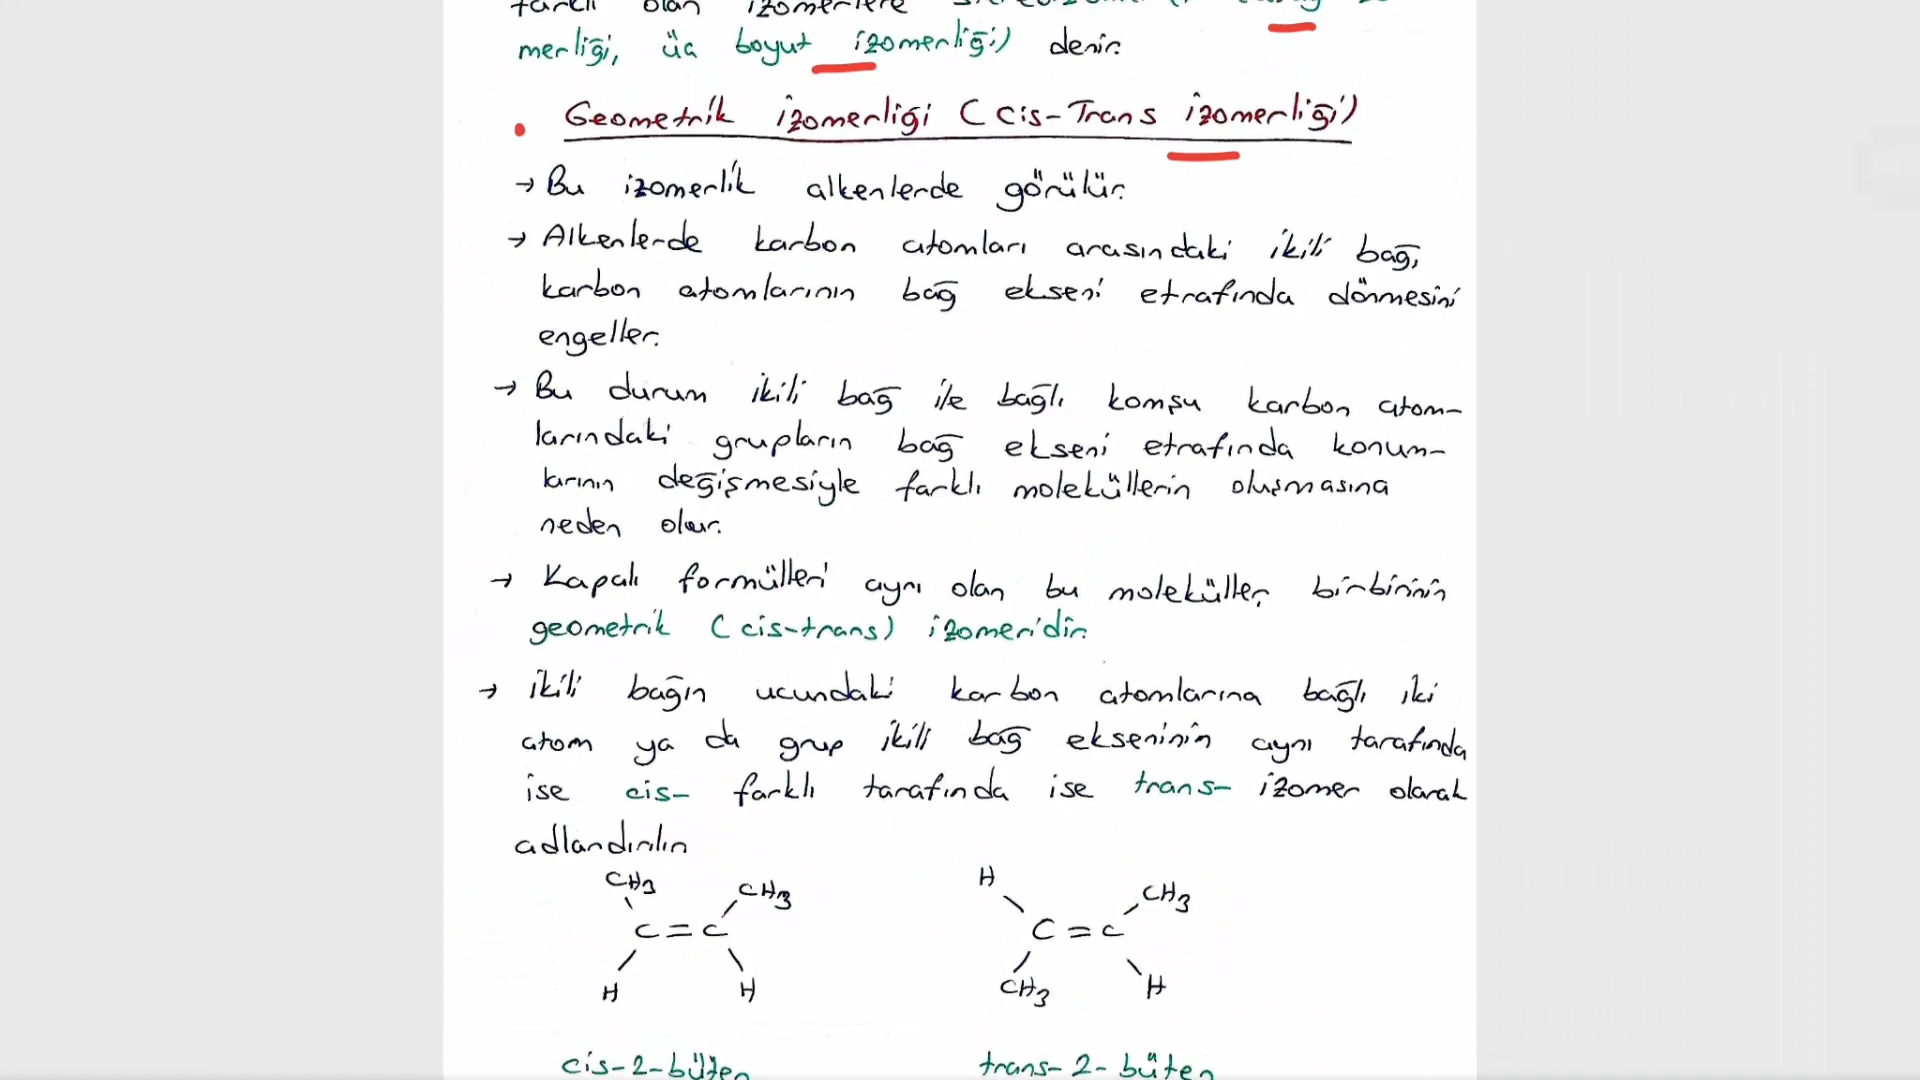 farklı olan izomerlere
merliği, üç boyut izomerliği) denir.
• Geometrik izomerliği (Cis-Trans izomerliği)
→ Bu izomerlik alkenlerde görülür.
→ Alkenlerde karbon atomları arasındaki ikili bağ,
karbon atomlarının bağ ekseni etrafında dönmesini
engeller.
→ Bu durum ikili bağ ile bağlı komşu karbon atom-
larındaki grupların bağ ekseni etrafında konum-
larının değişmesiyle farklı moleküllerin oluşmasına
neden olur.
→ Kapalı formülleri aynı olan bu moleküller, birbirinin
geometrik (cis-trans) izomeridir.
→ İkili bağın ucundaki karbon atomlarına bağlı iki
atom ya da grup ikili bağ ekseninin aynı tarafında
ise cis- farklı tarafında ise trans- izomer olarak
adlandırılır.
CH3 CH3 H CH3
C=C C=C
H H CH3 H
cis-2-büten trans-2-büten